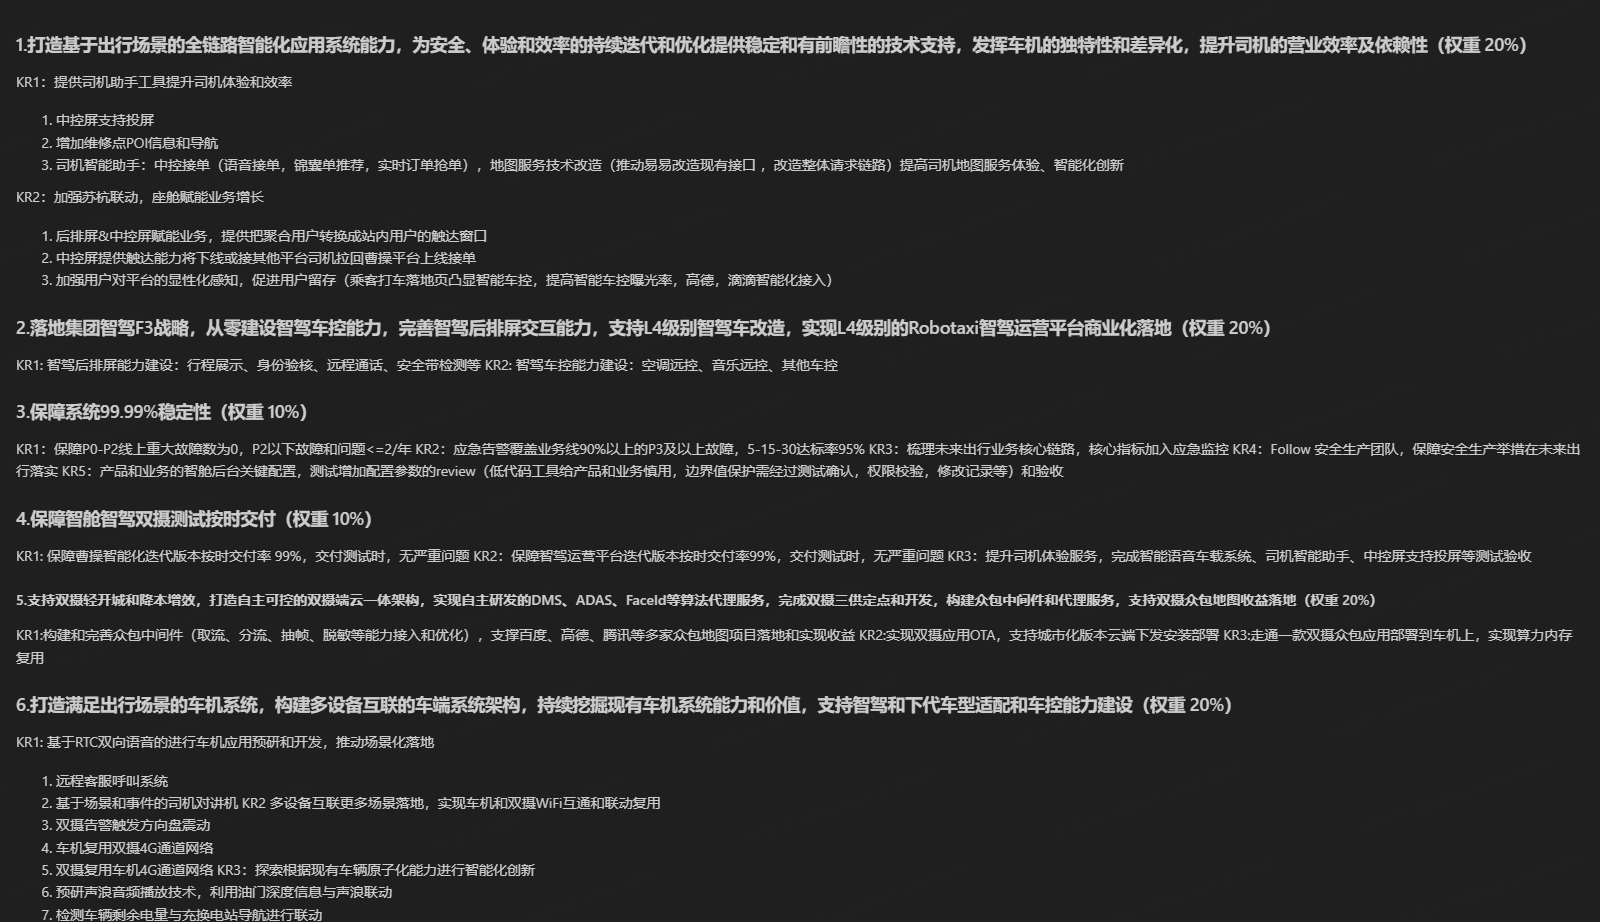 1.打造基于出行场景的全链路智能化应用系统能力，为安全、体验和效率的持续迭代和优化提供稳定和有前瞻性的技术支持，发挥车机的独特性和差异化，提升司机的营业效率及依赖性（权重 20%）
KR1：提供司机助手工具提升司机体验和效率
1. 中控屏支持投屏
2. 增加维修点POI信息和导航
3. 司机智能助手：中控接单（语音接单，锦囊单推荐，实时订单抢单），地图服务技术改造（推动易易改造现有接口 ，改造整体请求链路）提高司机地图服务体验、智能化创新
KR2：加强苏杭联动，座舱赋能业务增长
1. 后排屏&中控屏赋能业务，提供把聚合用户转换成站内用户的触达窗口
2. 中控屏提供触达能力将下线或接其他平台司机拉回曹操平台上线接单
3. 加强用户对平台的显性化感知，促进用户留存（乘客打车落地页凸显智能车控，提高智能车控曝光率，高德，滴滴智能化接入）
2.落地集团智驾F3战略，从零建设智驾车控能力，完善智驾后排屏交互能力，支持L4级别智驾车改造，实现L4级别的Robotaxi智驾运营平台商业化落地（权重 20%）
KR1: 智驾后排屏能力建设：行程展示、身份验核、远程通话、安全带检测等 KR2: 智驾车控能力建设：空调远控、音乐远控、其他车控
3.保障系统99.99%稳定性（权重 10%）
KR1：保障P0-P2线上重大故障数为0，P2以下故障和问题<=2/年 KR2：应急告警覆盖业务线90%以上的P3及以上故障，5-15-30达标率95% KR3：梳理未来出行业务核心链路，核心指标加入应急监控 KR4：Follow 安全生产团队，保障安全生产举措在未来出
行落实 KR5：产品和业务的智舱后台关键配置，测试增加配置参数的review（低代码工具给产品和业务慎用，边界值保护需经过测试确认，权限校验，修改记录等）和验收
4.保障智舱智驾双摄测试按时交付（权重 10%）
KR1: 保障曹操智能化迭代版本按时交付率 99%，交付测试时，无严重问题 KR2：保障智驾运营平台迭代版本按时交付率99%，交付测试时，无严重问题 KR3：提升司机体验服务，完成智能语音车载系统、司机智能助手、中控屏支持投屏等测试验收
5.支持双摄轻开城和降本增效，打造自主可控的双摄端云一体架构，实现自主研发的DMS、ADAS、FaceId等算法代理服务，完成双摄三供定点和开发，构建众包中间件和代理服务，支持双摄众包地图收益落地（权重 20%）
KR1:构建和完善众包中间件（取流、分流、抽帧、脱敏等能力接入和优化），支撑百度、高德、腾讯等多家众包地图项目落地和实现收益 KR2:实现双摄应用OTA，支持城市化版本云端下发安装部署 KR3:走通一款双摄众包应用部署到车机上，实现算力内存
复用
6.打造满足出行场景的车机系统，构建多设备互联的车端系统架构，持续挖掘现有车机系统能力和价值，支持智驾和下代车型适配和车控能力建设（权重 20%）
KR1: 基于RTC双向语音的进行车机应用预研和开发，推动场景化落地
1. 远程客服呼叫系统
2. 基于场景和事件的司机对讲机 KR2 多设备互联更多场景落地，实现车机和双摄WiFi互通和联动复用
3. 双摄告警触发方向盘震动
4. 车机复用双摄4G通道网络
5. 双摄复用车机4G通道网络 KR3：探索根据现有车辆原子化能力进行智能化创新
6. 预研声浪音频播放技术，利用油门深度信息与声浪联动
7. 检测车辆剩余电量与充换电站导航进行联动